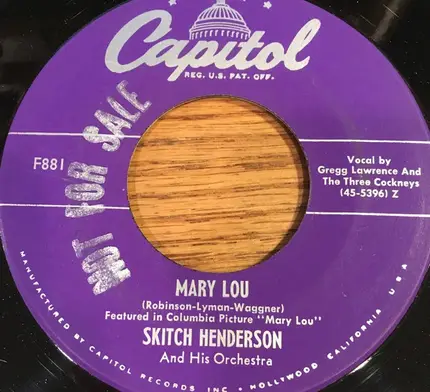 Capitol
REG. U.S. PAT. OFF.
NOT FOR SALE
F881
Vocal by
Gregg Lawrence And
The Three Cockneys
(45-5396) Z
MARY LOU
(Robinson-Lyman-Waggner)
Featured in Columbia Picture "Mary Lou"
SKITCH HENDERSON
And His Orchestra
MANUFACTURED BY CAPITOL RECORDS INC. • HOLLYWOOD CALIFORNIA U S A